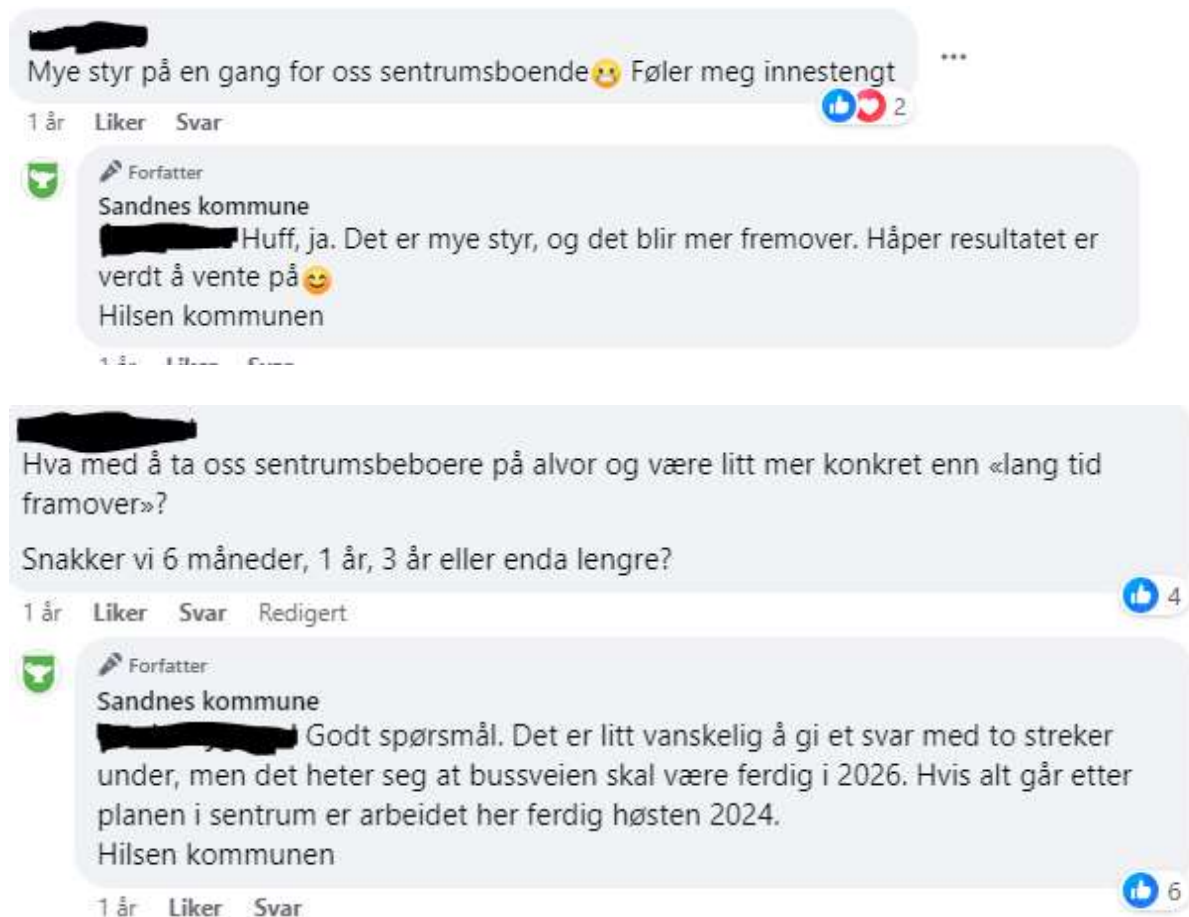 Mye styr på en gang for oss sentrumsboende😬 Føler meg innestengt
1 år Liker Svar 2
Forfatter
Sandnes kommune
Huff, ja. Det er mye styr, og det blir mer fremover. Håper resultatet er
verdt å vente på😊
Hilsen kommunen
1 år Liker Svar
Hva med å ta oss sentrumsbeboere på alvor og være litt mer konkret enn «lang tid
framover»?
Snakker vi 6 måneder, 1 år, 3 år eller enda lengre?
1 år Liker Svar Redigert 4
Forfatter
Sandnes kommune
Godt spørsmål. Det er litt vanskelig å gi et svar med to streker
under, men det heter seg at bussveien skal være ferdig i 2026. Hvis alt går etter
planen i sentrum er arbeidet her ferdig høsten 2024.
Hilsen kommunen
1 år Liker Svar 6